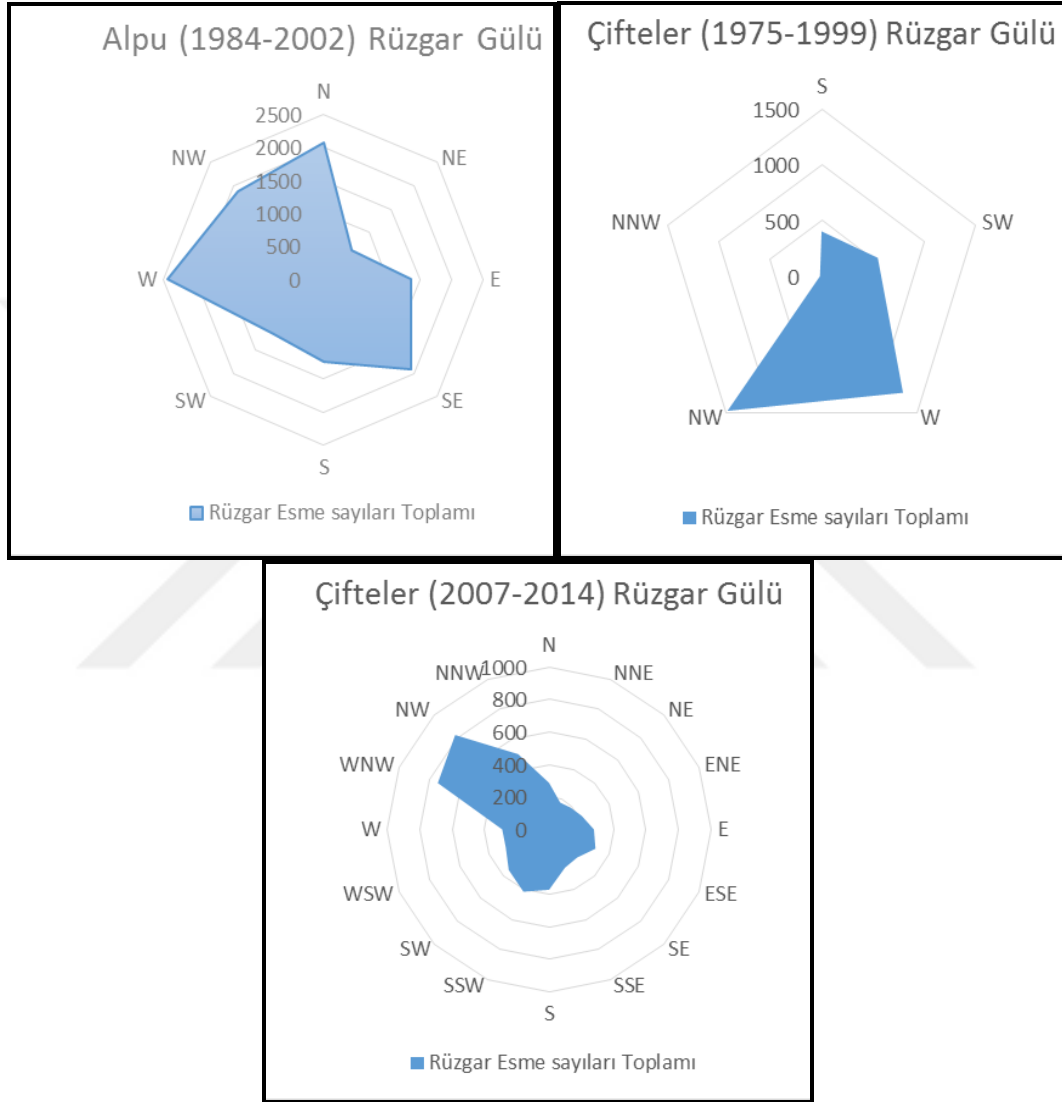 Alpu (1984-2002) Rüzgar Gülü
N
2500
2000
NW
NE
1500
1000
500
W
0
E
SW
SE
S
Rüzgar Esme sayıları Toplamı
Çifteler (1975-1999) Rüzgar Gülü
S
1500
1000
NNW
500
SW
0
NW
W
Rüzgar Esme sayıları Toplamı
Çifteler (2007-2014) Rüzgar Gülü
N
1000
NNW
NNE
800
NW
NE
600
400
WNW
ENE
200
W
0
E
WSW
ESE
SW
SE
SSW
SSE
S
Rüzgar Esme sayıları Toplamı